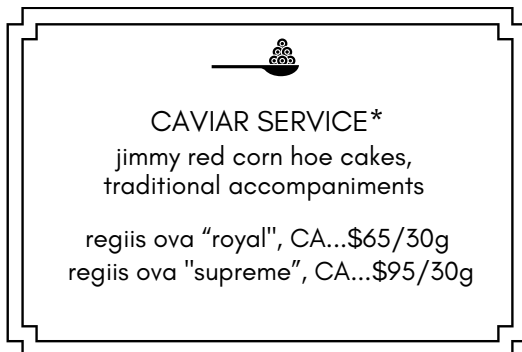 CAVIAR SERVICE*
jimmy red corn hoe cakes,
traditional accompaniments
regiis ova “royal", CA...$65/30g
regiis ova "supreme”, CA...$95/30g